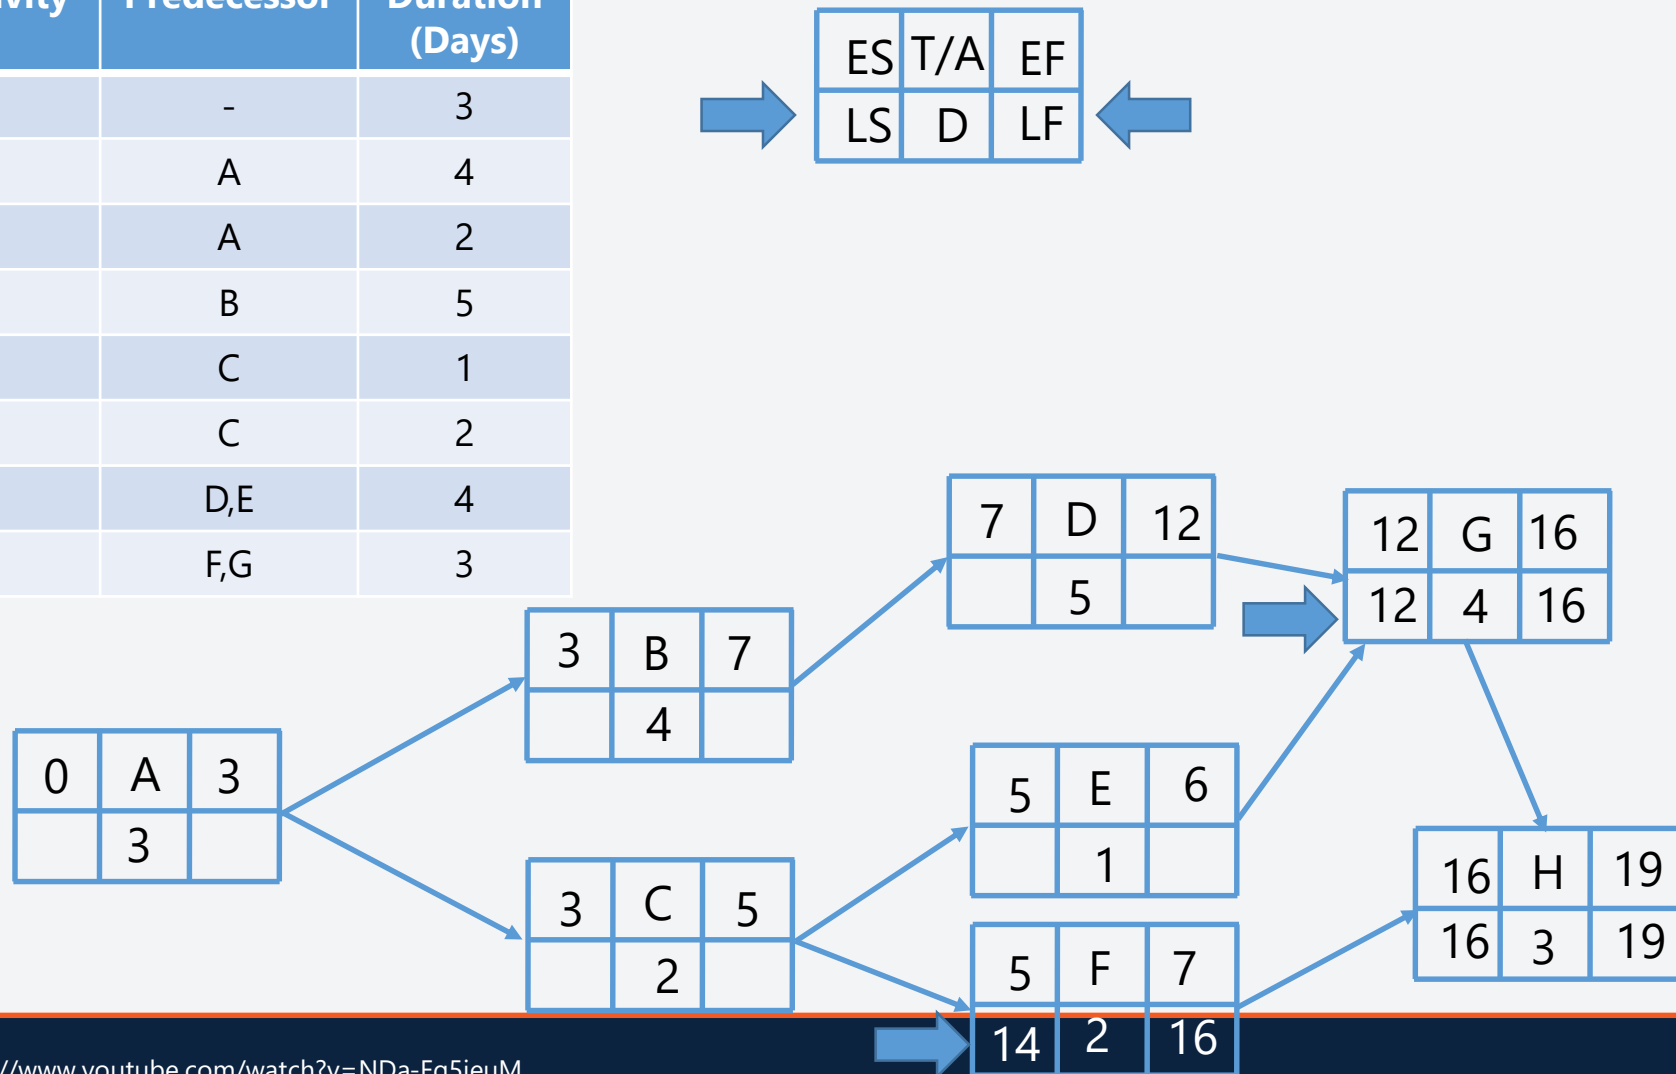 Predecessor Duration
(Days)
- 3
A 4
A 2
B 5
C 1
C 2
D,E 4
F,G 3
ES T/A EF
LS D LF
7 D 12
5
12 G 16
12 4 16
3 B 7
4
0 A 3
3
5 E 6
1
3 C 5
2
16 H 19
16 3 19
5 F 7
14 2 16